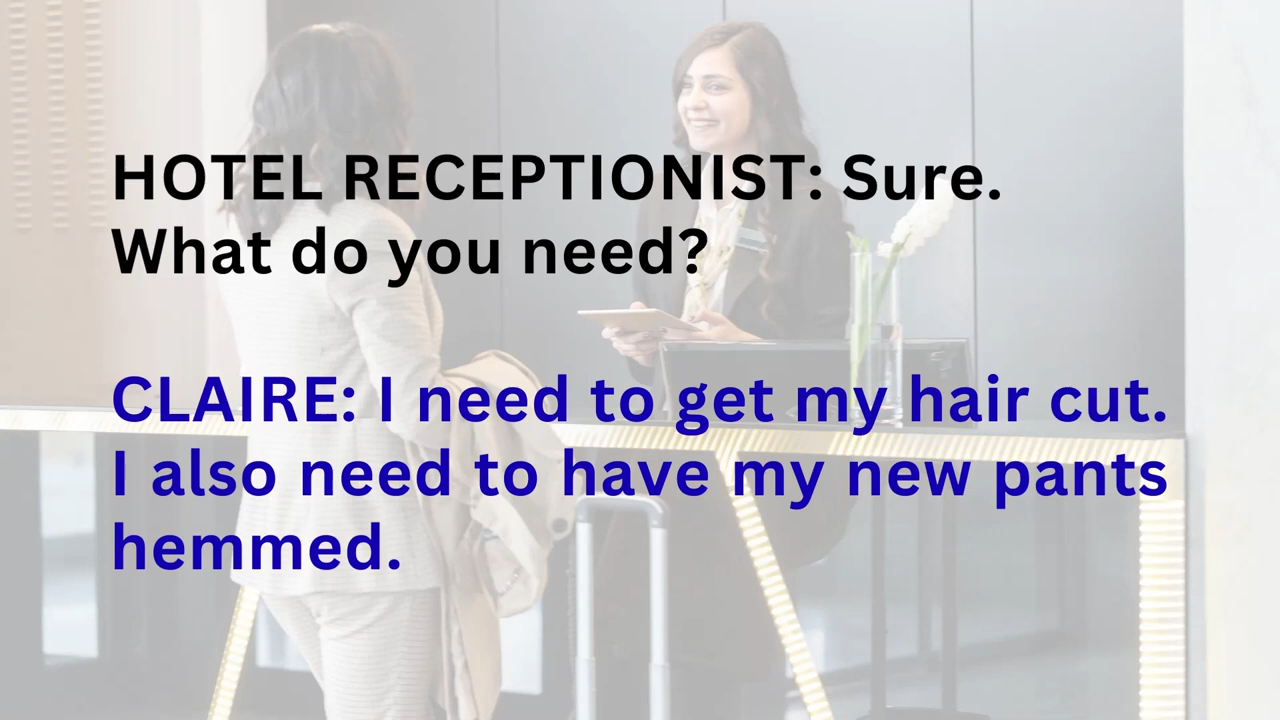 HOTEL RECEPTIONIST: Sure.
What do you need?
CLAIRE: I need to get my hair cut.
I also need to have my new pants
hemmed.